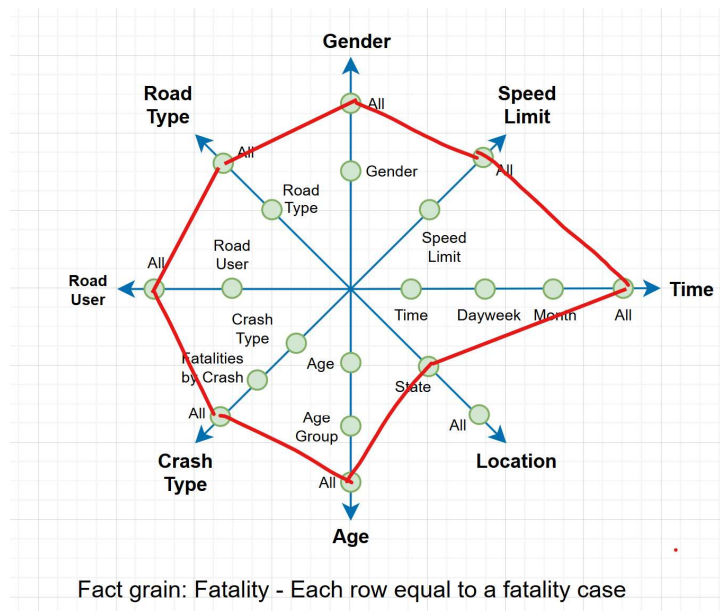 Gender
Road
Type
Speed
Limit
All
All
All
Gender
Road
Type
Speed
Limit
Road
User
All
Road
User
Time
Dayweek
Month
All
Time
Crash
Type
Fatalities
by Crash
All
Age
State
Age
Group
All
All
Crash
Type
Location
Age
Fact grain: Fatality - Each row equal to a fatality case